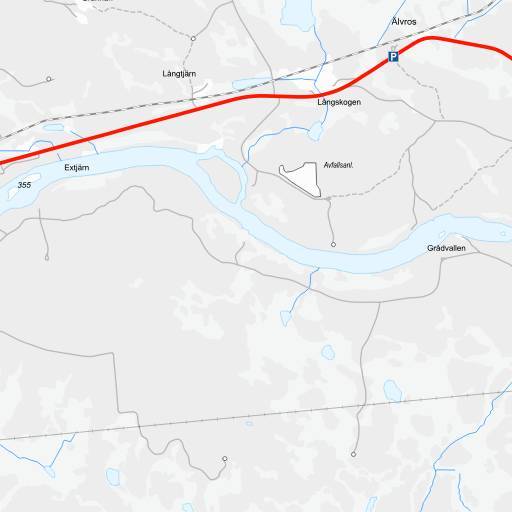 Älvros
Långtjärn
Långskogen
Avfallsanl.
Extjärn
355
Grådvallen
P